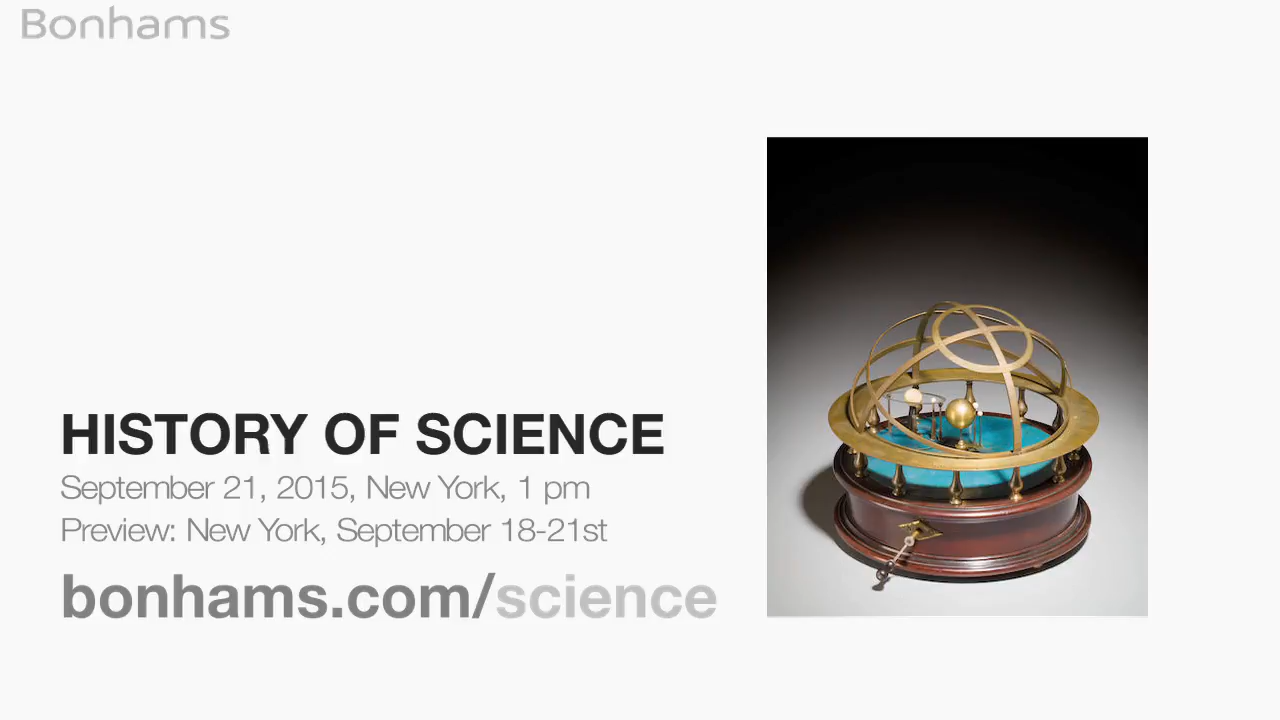 Bonhams
HISTORY OF SCIENCE
September 21, 2015, New York, 1 pm
Preview: New York, September 18-21st
bonhams.com/science